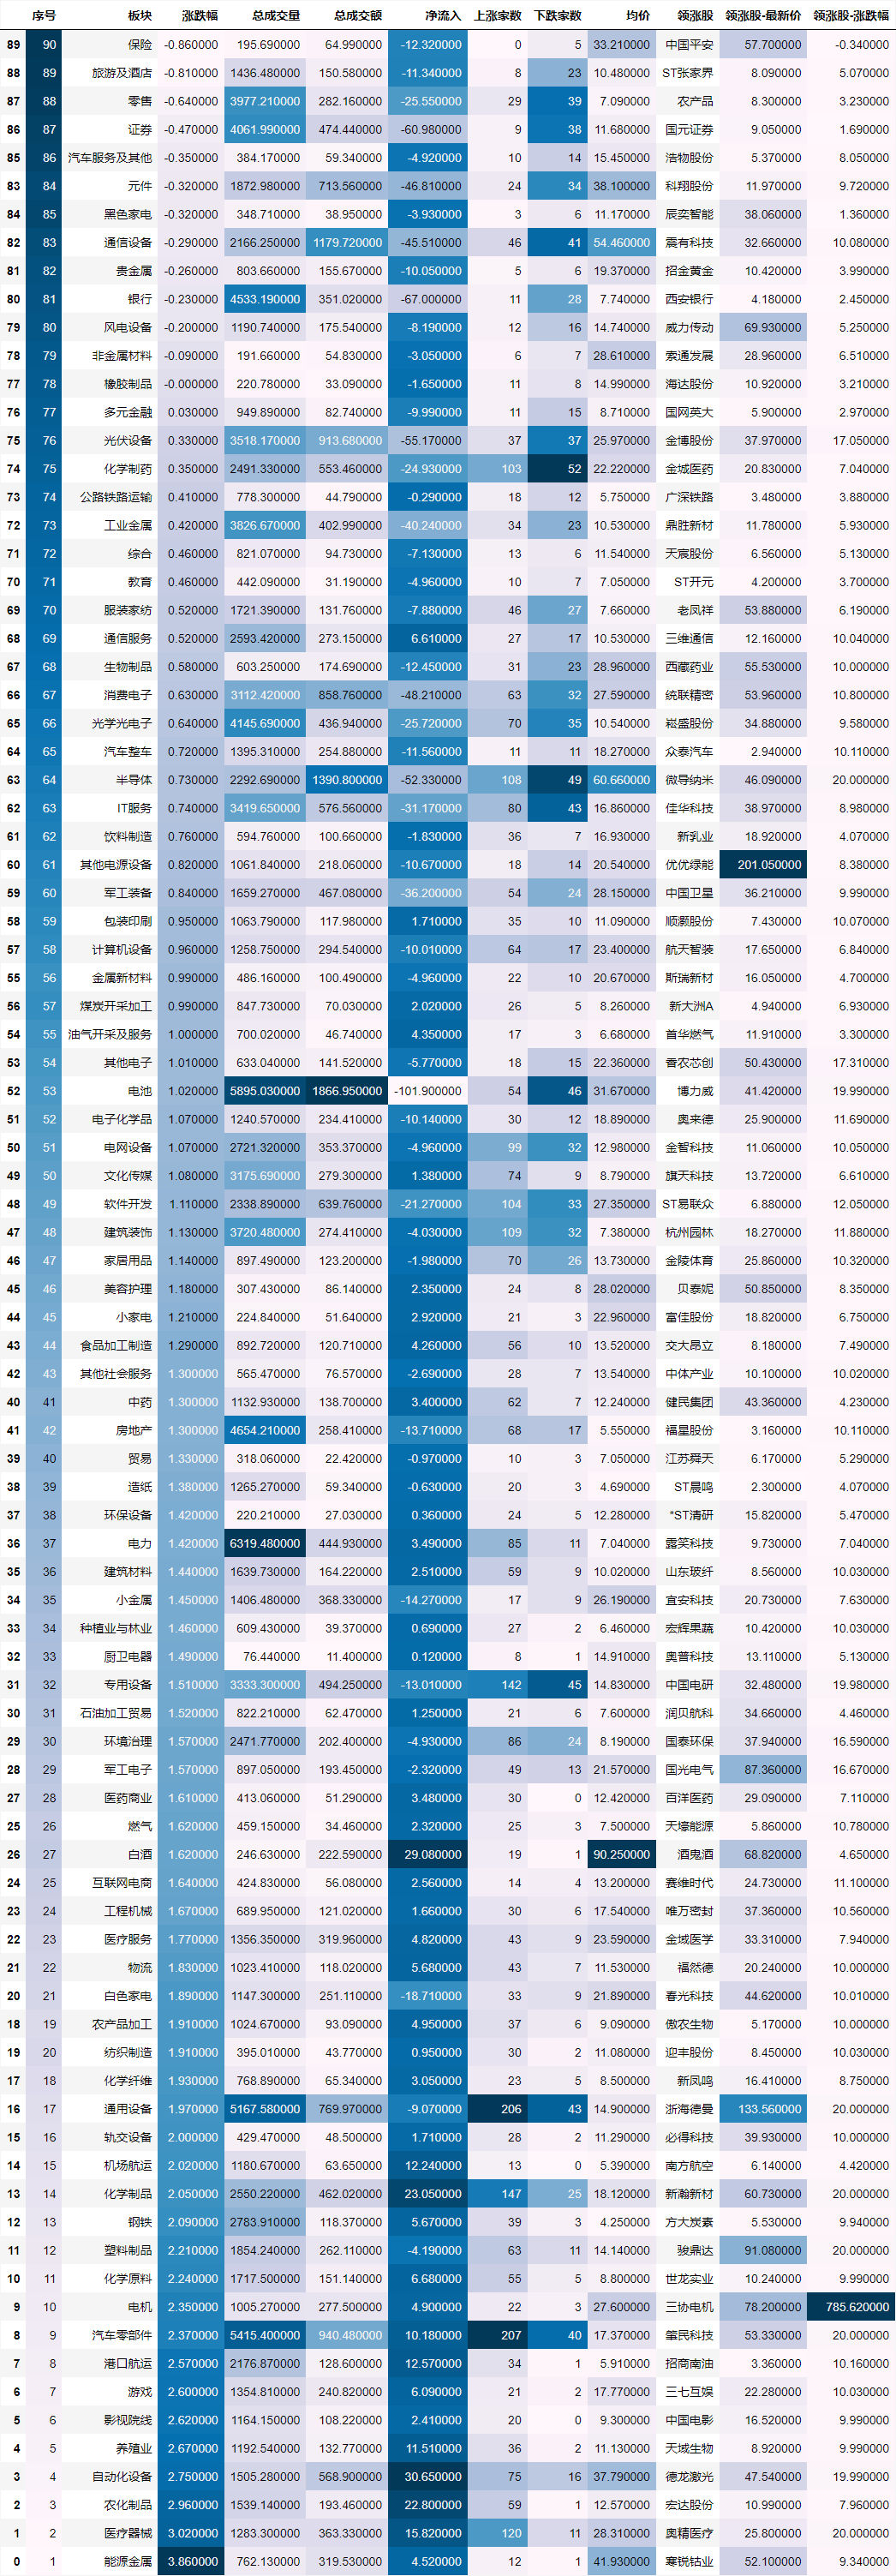 序号 板块 涨跌幅 总成交量 总成交额 净流入 上涨家数 下跌家数 均价 领涨股 领涨股-最新价 领涨股-涨跌幅
89 90 保险 -0.860000 195.690000 64.990000 -12.320000 0 5 33.210000 中国平安 57.700000 -0.340000
88 89 旅游及酒店 -0.810000 1436.480000 150.580000 -11.340000 8 23 10.480000 ST张家界 8.090000 5.070000
87 88 零售 -0.640000 3977.210000 282.160000 -25.550000 29 39 7.090000 农产品 8.300000 3.230000
86 87 证券 -0.470000 4061.990000 474.440000 -60.980000 9 38 11.680000 国元证券 9.050000 1.690000
85 86 汽车服务及其他 -0.350000 384.170000 59.340000 -4.920000 10 14 15.450000 浩物股份 5.370000 8.050000
83 84 元件 -0.320000 1872.980000 713.560000 -46.810000 24 34 38.100000 科翔股份 11.970000 9.720000
84 85 黑色家电 -0.320000 348.710000 38.950000 -3.930000 3 6 11.170000 辰奕智能 38.060000 1.360000
82 83 通信设备 -0.290000 2166.250000 1179.720000 -45.510000 46 41 54.460000 震有科技 32.660000 10.080000
81 82 贵金属 -0.260000 803.660000 155.670000 -10.050000 5 6 19.370000 招金黄金 10.420000 3.990000
80 81 银行 -0.230000 4533.190000 351.020000 -67.000000 11 28 7.740000 西安银行 4.180000 2.450000
79 80 风电设备 -0.200000 1190.740000 175.540000 -8.190000 12 16 14.740000 威力传动 69.930000 5.250000
78 79 非金属材料 -0.090000 191.660000 54.830000 -3.050000 6 7 28.610000 索通发展 28.960000 6.510000
77 78 橡胶制品 -0.000000 220.780000 33.090000 -1.650000 11 8 14.990000 海达股份 10.920000 3.210000
76 77 多元金融 0.030000 949.890000 82.740000 -9.990000 11 15 8.710000 国网英大 5.900000 2.970000
75 76 光伏设备 0.330000 3518.170000 913.680000 -55.170000 37 37 25.970000 金博股份 37.970000 17.050000
74 75 化学制药 0.350000 2491.330000 553.460000 -24.930000 103 52 22.220000 金城医药 20.830000 7.040000
73 74 公路铁路运输 0.410000 778.300000 44.790000 -0.290000 18 12 5.750000 广深铁路 3.480000 3.880000
72 73 工业金属 0.420000 3826.670000 402.990000 -40.240000 34 23 10.530000 鼎胜新材 11.780000 5.930000
71 72 综合 0.460000 821.070000 94.730000 -7.130000 13 6 11.540000 天宸股份 6.560000 5.130000
70 71 教育 0.460000 442.090000 31.190000 -4.960000 10 7 7.050000 ST开元 4.200000 3.700000
69 70 服装家纺 0.520000 1721.390000 131.760000 -7.880000 46 27 7.660000 老凤祥 53.880000 6.190000
68 69 通信服务 0.520000 2593.420000 273.150000 6.610000 27 17 10.530000 三维通信 12.160000 10.040000
67 68 生物制品 0.580000 603.250000 174.690000 -12.450000 31 23 28.960000 西藏药业 55.530000 10.000000
66 67 消费电子 0.630000 3112.420000 858.760000 -48.210000 63 32 27.590000 统联精密 53.960000 10.800000
65 66 光学光电子 0.640000 4145.690000 436.940000 -25.720000 70 35 10.540000 崧盛股份 34.880000 9.580000
64 65 汽车整车 0.720000 1395.310000 254.880000 -11.560000 11 11 18.270000 众泰汽车 2.940000 10.110000
63 64 半导体 0.730000 2292.690000 1390.800000 -52.330000 108 49 60.660000 微导纳米 46.090000 20.000000
62 63 IT服务 0.740000 3419.650000 576.560000 -31.170000 80 43 16.860000 佳华科技 38.970000 8.980000
61 62 饮料制造 0.760000 594.760000 100.660000 -1.830000 36 7 16.930000 新乳业 18.920000 4.070000
60 61 其他电源设备 0.820000 1061.840000 218.060000 -10.670000 18 14 20.540000 优优绿能 201.050000 8.380000
59 60 军工装备 0.840000 1659.270000 467.080000 -36.200000 54 24 28.150000 中国卫星 36.210000 9.990000
58 59 包装印刷 0.950000 1063.790000 117.980000 1.710000 35 10 11.090000 顺灏股份 7.430000 10.070000
57 58 计算机设备 0.960000 1258.750000 294.540000 -10.010000 64 17 23.400000 航天智装 17.650000 6.840000
55 56 金属新材料 0.990000 486.160000 100.490000 -4.960000 22 10 20.670000 斯瑞新材 16.050000 4.700000
56 57 煤炭开采加工 0.990000 847.730000 70.030000 2.020000 26 5 8.260000 新大洲A 4.940000 6.930000
54 55 油气开采及服务 1.000000 700.020000 46.740000 4.350000 17 3 6.680000 首华燃气 11.910000 3.300000
53 54 其他电子 1.010000 633.040000 141.520000 -5.770000 18 15 22.360000 香农芯创 50.430000 17.310000
52 53 电池 1.020000 5895.030000 1866.950000 -101.900000 54 46 31.670000 博力威 41.420000 19.990000
51 52 电子化学品 1.070000 1240.570000 234.410000 -10.140000 30 12 18.890000 奥来德 25.900000 11.690000
50 51 电网设备 1.070000 2721.320000 353.370000 -4.960000 99 32 12.980000 金智科技 11.060000 10.050000
49 50 文化传媒 1.080000 3175.690000 279.300000 1.380000 74 9 8.790000 旗天科技 13.720000 6.610000
48 49 软件开发 1.110000 2338.890000 639.760000 -21.270000 104 33 27.350000 ST易联众 6.880000 12.050000
47 48 建筑装饰 1.130000 3720.480000 274.410000 -4.030000 109 32 7.380000 杭州园林 18.270000 11.880000
46 47 家居用品 1.140000 897.490000 123.200000 -1.980000 70 26 13.730000 金陵体育 25.860000 10.320000
45 46 美容护理 1.180000 307.430000 86.140000 2.350000 24 8 28.020000 贝泰妮 50.850000 8.350000
44 45 小家电 1.210000 224.840000 51.640000 2.920000 21 3 22.960000 富佳股份 18.820000 6.750000
43 44 食品加工制造 1.290000 892.720000 120.710000 4.260000 56 10 13.520000 交大昂立 8.180000 7.490000
42 43 其他社会服务 1.300000 565.470000 76.570000 -2.690000 28 7 13.540000 中体产业 10.100000 10.020000
40 41 中药 1.300000 1132.930000 138.700000 3.400000 62 7 12.240000 健民集团 43.360000 4.230000
41 42 房地产 1.300000 4654.210000 258.410000 -13.710000 68 17 5.550000 福星股份 3.160000 10.110000
39 40 贸易 1.330000 318.060000 22.420000 -0.970000 10 3 7.050000 江苏舜天 6.170000 5.290000
38 39 造纸 1.380000 1265.270000 59.340000 -0.630000 20 3 4.690000 ST晨鸣 2.300000 4.070000
37 38 环保设备 1.420000 220.210000 27.030000 0.360000 24 5 12.280000 *ST清研 15.820000 5.470000
36 37 电力 1.420000 6319.480000 444.930000 3.490000 85 11 7.040000 露笑科技 9.730000 7.040000
35 36 建筑材料 1.440000 1639.730000 164.220000 2.510000 59 9 10.020000 山东玻纤 8.560000 10.030000
34 35 小金属 1.450000 1406.480000 368.330000 -14.270000 17 9 26.190000 宜安科技 20.730000 7.630000
33 34 种植业与林业 1.460000 609.430000 39.370000 0.690000 27 2 6.460000 宏辉果蔬 10.420000 10.030000
32 33 厨卫电器 1.490000 76.440000 11.400000 0.120000 8 1 14.910000 奥普科技 13.110000 5.130000
31 32 专用设备 1.510000 3333.300000 494.250000 -13.010000 142 45 14.830000 中国电研 32.480000 19.980000
30 31 石油加工贸易 1.520000 822.210000 62.470000 1.250000 21 6 7.600000 润贝航科 34.660000 4.460000
29 30 环境治理 1.570000 2471.770000 202.400000 -4.930000 86 24 8.190000 国泰环保 37.940000 16.590000
28 29 军工电子 1.570000 897.050000 193.450000 -2.320000 49 13 21.570000 国光电气 87.360000 16.670000
27 28 医药商业 1.610000 413.060000 51.290000 3.480000 30 0 12.420000 百洋医药 29.090000 7.110000
25 26 燃气 1.620000 459.150000 34.460000 2.320000 25 3 7.500000 天壕能源 5.860000 10.780000
26 27 白酒 1.620000 246.630000 222.590000 29.080000 19 1 90.250000 酒鬼酒 68.820000 4.650000
24 25 互联网电商 1.640000 424.830000 56.080000 2.560000 14 4 13.200000 赛维时代 24.730000 11.100000
23 24 工程机械 1.670000 689.950000 121.020000 1.660000 30 6 17.540000 唯万密封 37.360000 10.560000
22 23 医疗服务 1.770000 1356.350000 319.960000 4.820000 43 9 23.590000 金域医学 33.310000 7.940000
21 22 物流 1.830000 1023.410000 118.020000 5.680000 43 7 11.530000 福然德 20.240000 10.000000
20 21 白色家电 1.890000 1147.300000 251.110000 -18.710000 33 9 21.890000 春光科技 44.620000 10.010000
18 19 农产品加工 1.910000 1024.670000 93.090000 4.950000 37 6 9.090000 傲农生物 5.170000 10.000000
19 20 纺织制造 1.910000 395.010000 43.770000 0.950000 30 2 11.080000 迎丰股份 8.450000 10.030000
17 18 化学纤维 1.930000 768.890000 65.340000 3.050000 23 5 8.500000 新凤鸣 16.410000 8.750000
16 17 通用设备 1.970000 5167.580000 769.970000 -9.070000 206 43 14.900000 浙海德曼 133.560000 20.000000
15 16 轨交设备 2.000000 429.470000 48.500000 1.710000 28 2 11.290000 必得科技 39.930000 10.000000
14 15 机场航运 2.020000 1180.670000 63.650000 12.240000 13 0 5.390000 南方航空 6.140000 4.420000
13 14 化学制品 2.050000 2550.220000 462.020000 23.050000 147 25 18.120000 新瀚新材 60.730000 20.000000
12 13 钢铁 2.090000 2783.910000 118.370000 5.670000 39 3 4.250000 方大炭素 5.530000 9.940000
11 12 塑料制品 2.210000 1854.240000 262.110000 -4.190000 63 11 14.140000 骏鼎达 91.080000 20.000000
10 11 化学原料 2.240000 1717.500000 151.140000 6.680000 55 5 8.800000 世龙实业 10.240000 9.990000
9 10 电机 2.350000 1005.270000 277.500000 4.900000 22 3 27.600000 三协电机 78.200000 785.620000
8 9 汽车零部件 2.370000 5415.400000 940.480000 10.180000 207 40 17.370000 肇民科技 53.330000 20.000000
7 8 港口航运 2.570000 2176.870000 128.600000 12.570000 34 1 5.910000 招商南油 3.360000 10.160000
6 7 游戏 2.600000 1354.810000 240.820000 6.090000 21 2 17.770000 三七互娱 22.280000 10.030000
5 6 影视院线 2.620000 1164.150000 108.220000 2.410000 20 0 9.300000 中国电影 16.520000 9.990000
4 5 养殖业 2.670000 1192.540000 132.770000 11.510000 36 2 11.130000 天域生物 8.920000 9.990000
3 4 自动化设备 2.750000 1505.280000 568.900000 30.650000 75 16 37.790000 德龙激光 47.540000 19.990000
2 3 农化制品 2.960000 1539.140000 193.460000 22.800000 59 1 12.570000 宏达股份 10.990000 7.960000
1 2 医疗器械 3.020000 1283.300000 363.330000 15.820000 120 11 28.310000 奥精医疗 25.800000 20.000000
0 1 能源金属 3.860000 762.130000 176.530000 4.520000 12 1 41.930000 寒锐钴业 52.100000 9.340000